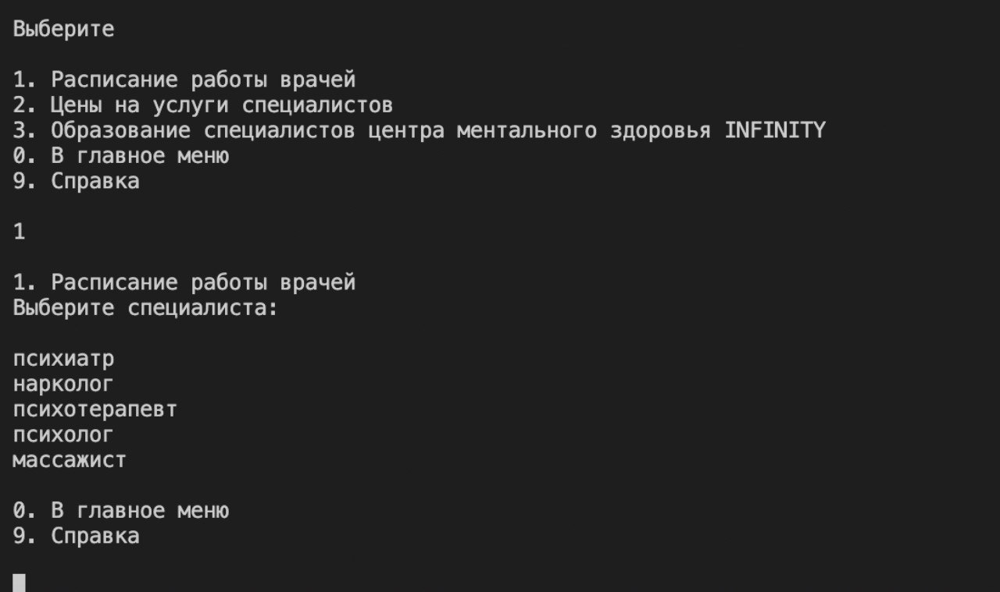 Выберите
1. Расписание работы врачей
2. Цены на услуги специалистов
3. Образование специалистов центра ментального здоровья INFINITY
0. В главное меню
9. Справка
1
1. Расписание работы врачей
Выберите специалиста:
психиатр
нарколог
психотерапевт
психолог
массажист
0. В главное меню
9. Справка